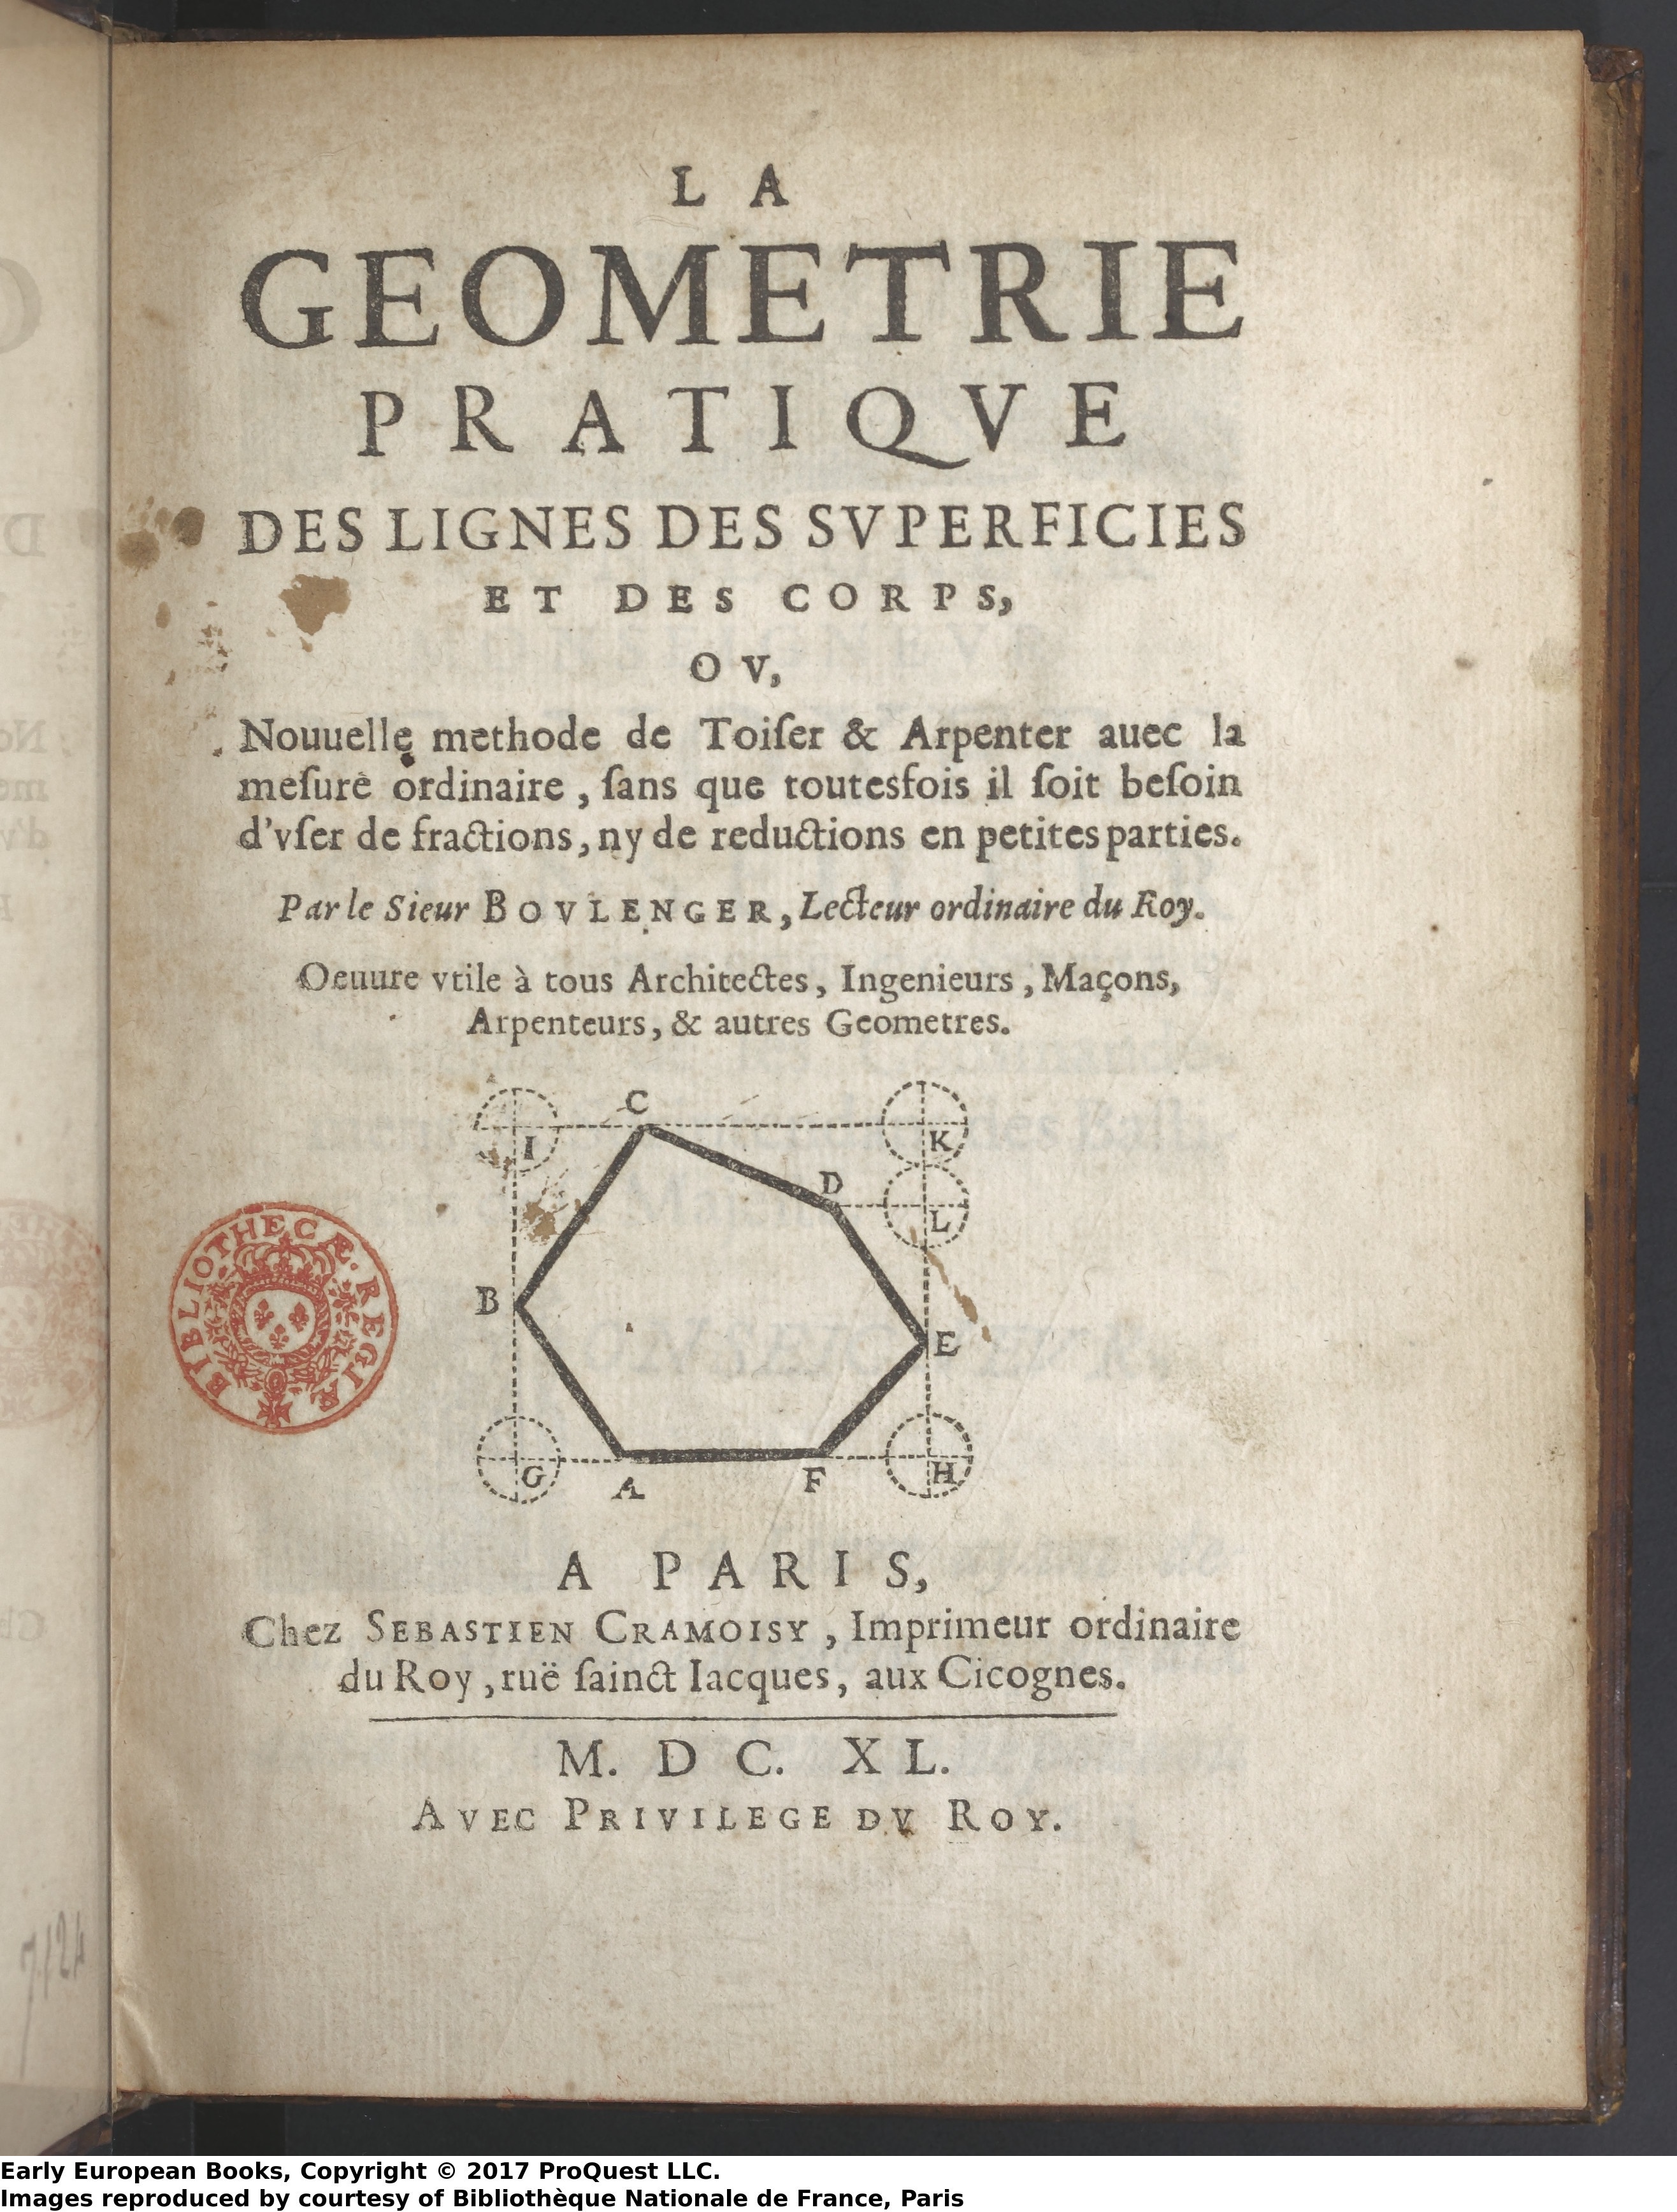 L A
GEOMETRIE
PRATIQVE
DES LIGNES DES SVPERFICIES
ET DES CORPS,
OV,
Nouuelle methode de Toiſer & Arpenter auec la
meſure ordinaire, ſans que toutesfois il ſoit beſoin
d'vſer de fractions, ny de reductions en petites parties.
Par le Sieur BOVLENGER, Lecteur ordinaire du Roy.
Oeuure vtile à tous Architectes, Ingenieurs, Maçons,
Arpenteurs, & autres Geometres.
C
I
K
D
L
B
E
G
A
F
H
BIBLIOTHECÆ REGIÆ
A PARIS,
Chez SEBASTIEN CRAMOISY, Imprimeur ordinaire
du Roy, ruë ſainct Iacques, aux Cicognes.
M. D C. XL.
AVEC PRIVILEGE DV ROY.
Early European Books, Copyright © 2017 ProQuest LLC.
Images reproduced by courtesy of Bibliothèque Nationale de France, Paris